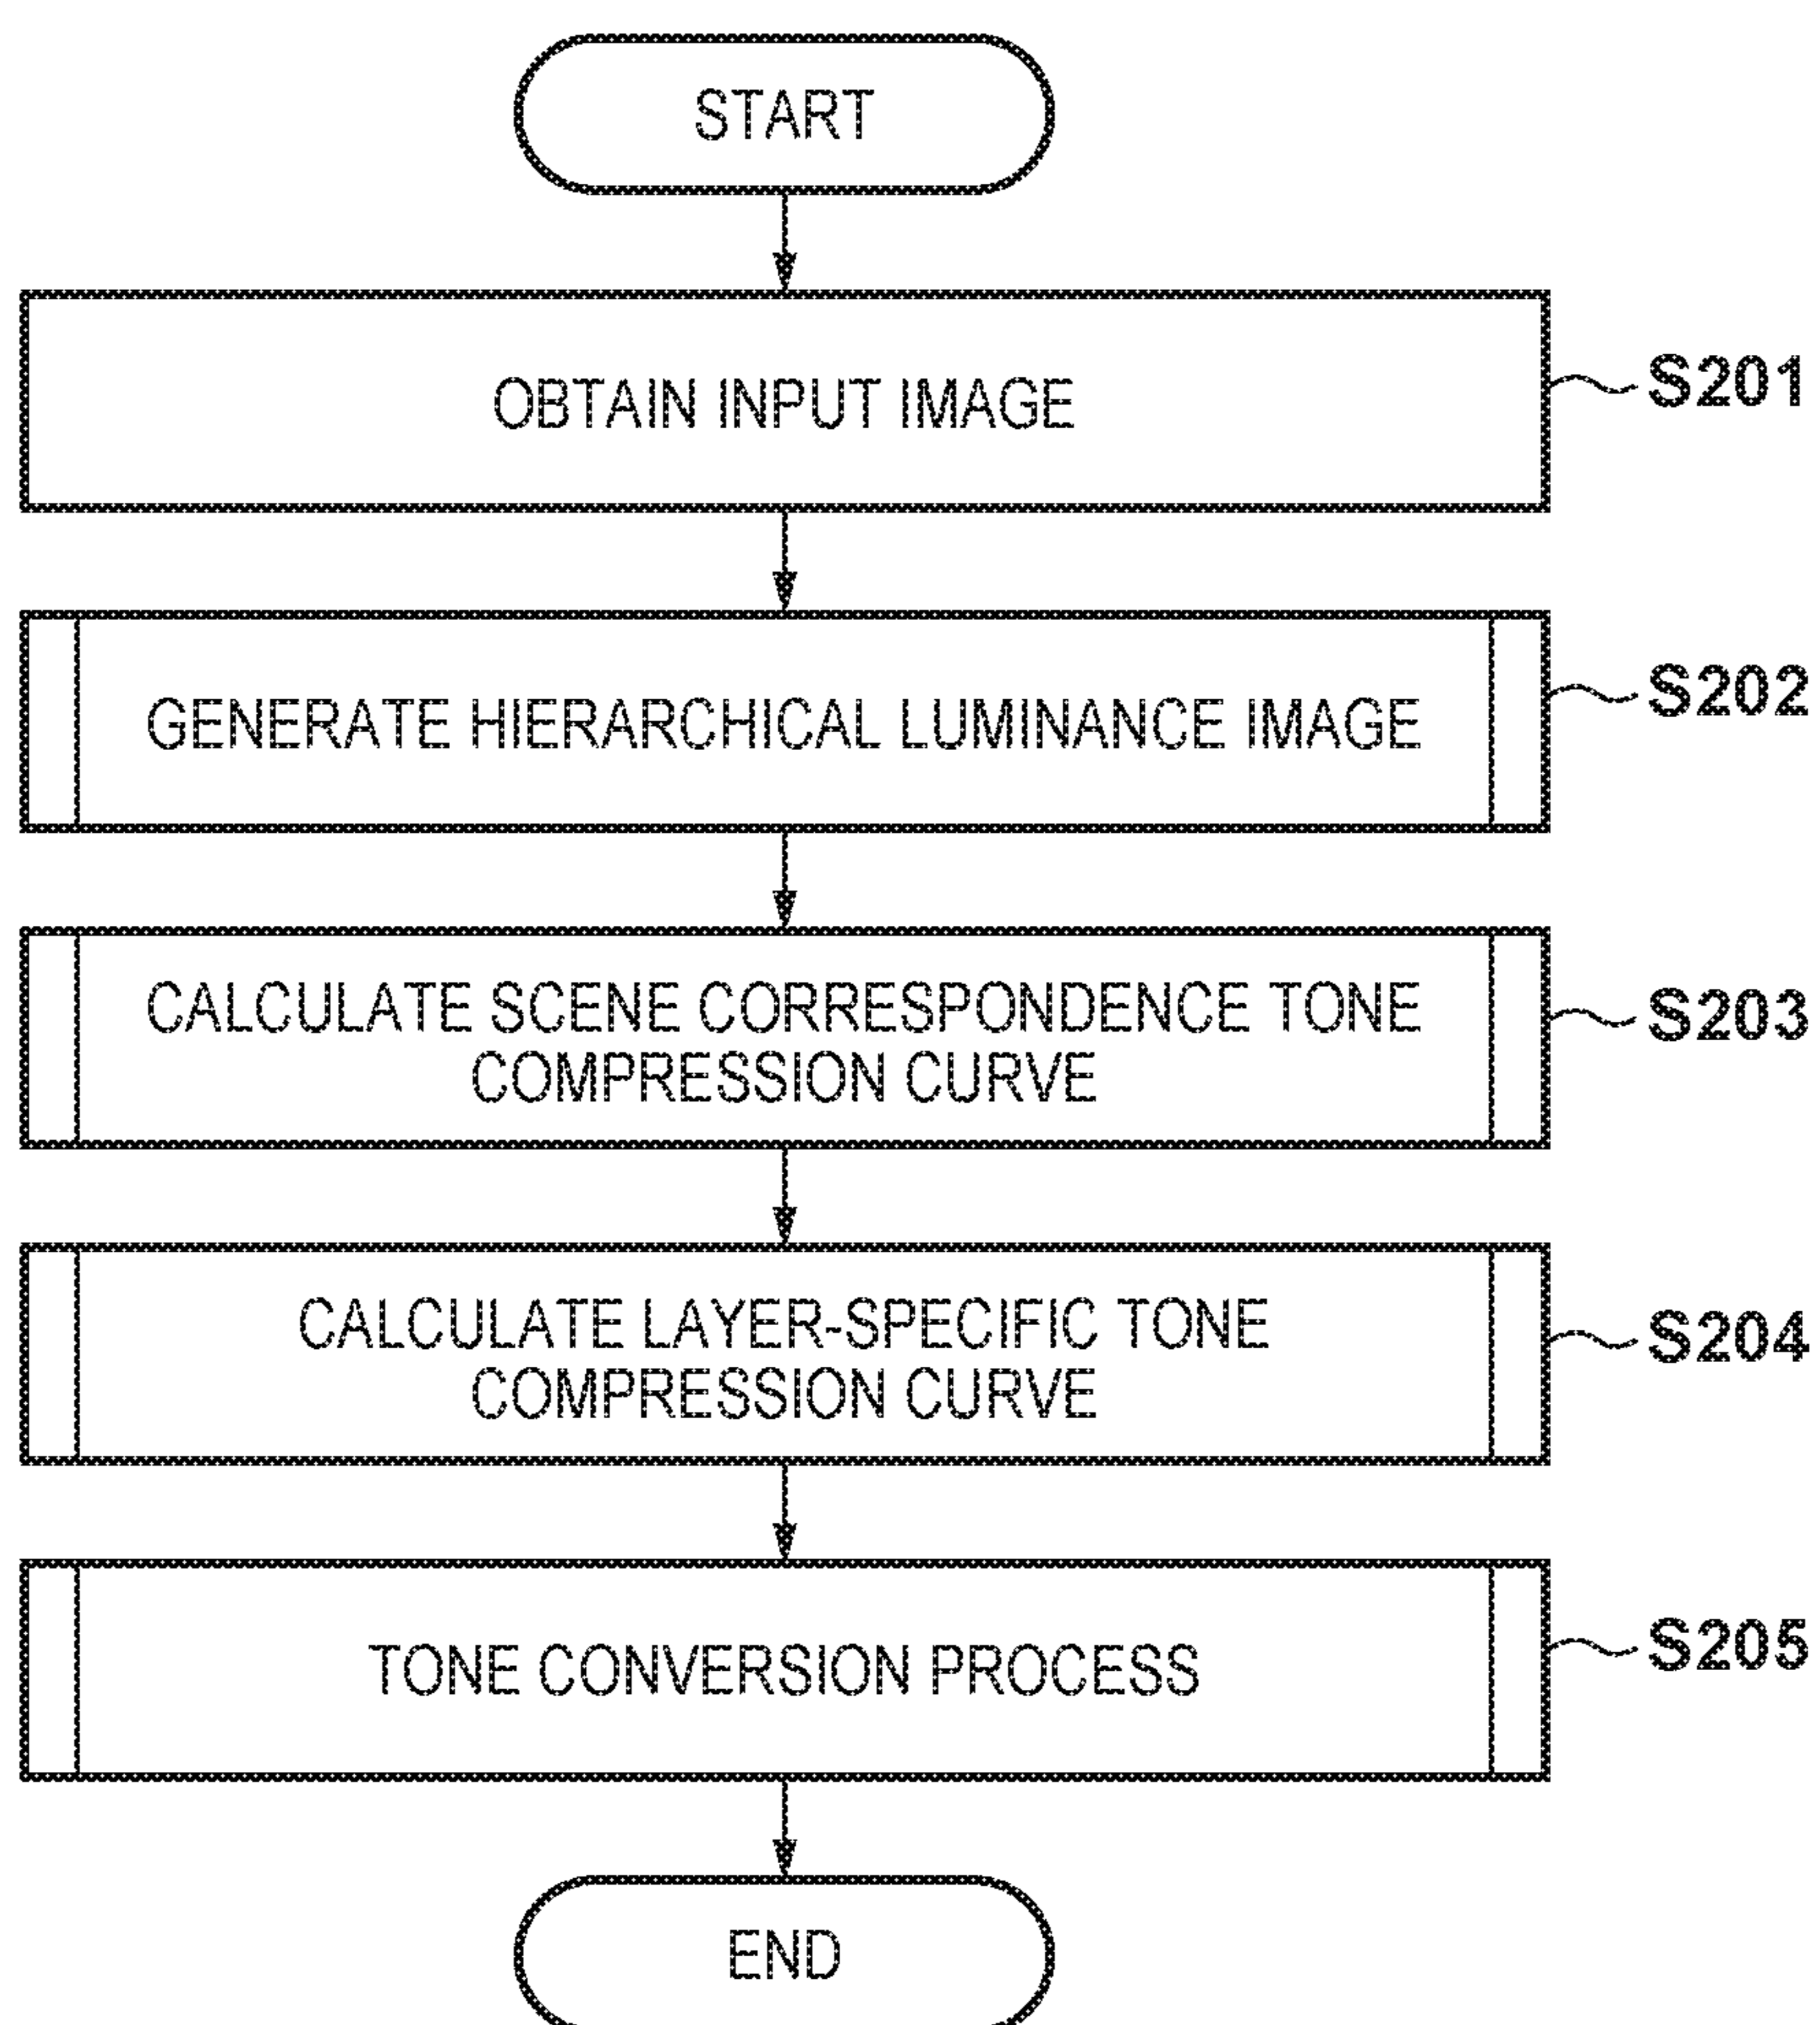 START
OBTAIN INPUT IMAGE
S201
GENERATE HIERARCHICAL LUMINANCE IMAGE
S202
CALCULATE SCENE CORRESPONDENCE TONE
COMPRESSION CURVE
S203
CALCULATE LAYER-SPECIFIC TONE
COMPRESSION CURVE
S204
TONE CONVERSION PROCESS
S205
END